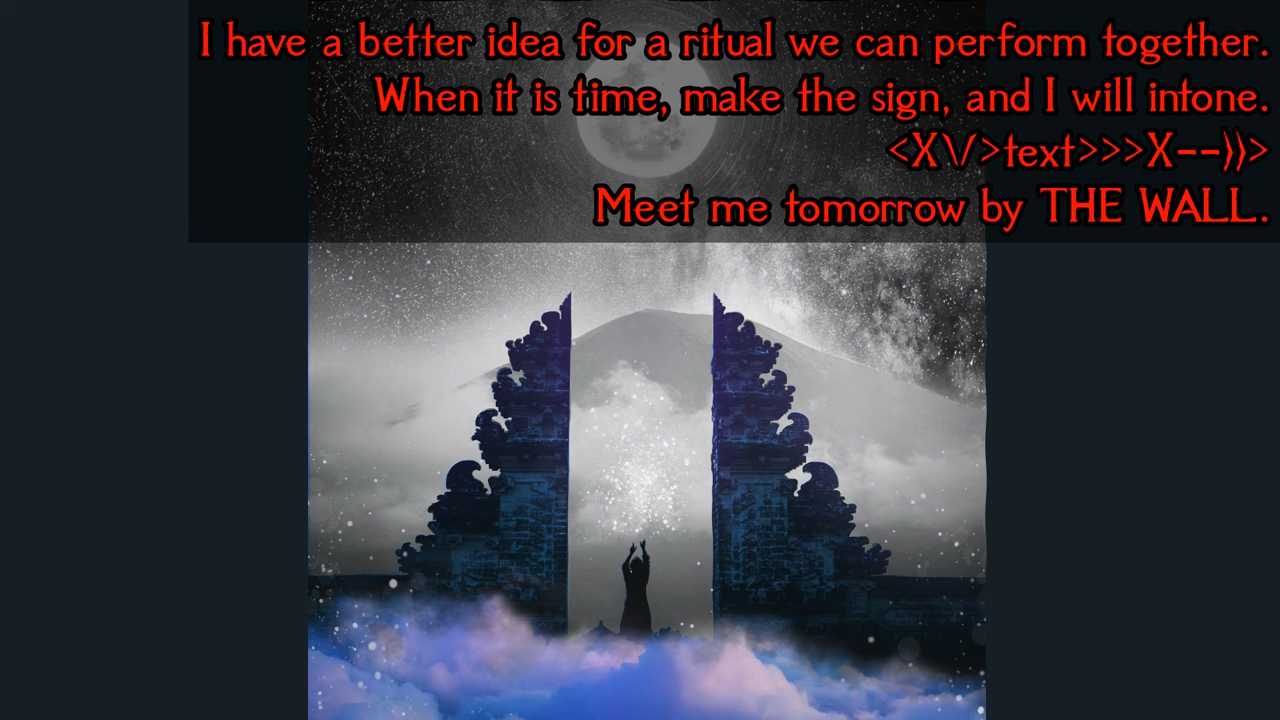 I have a better idea for a ritual we can perform together.
When it is time, make the sign, and I will intone.
<X\/>text>>>X--⟩⟩>
Meet me tomorrow by THE WALL.